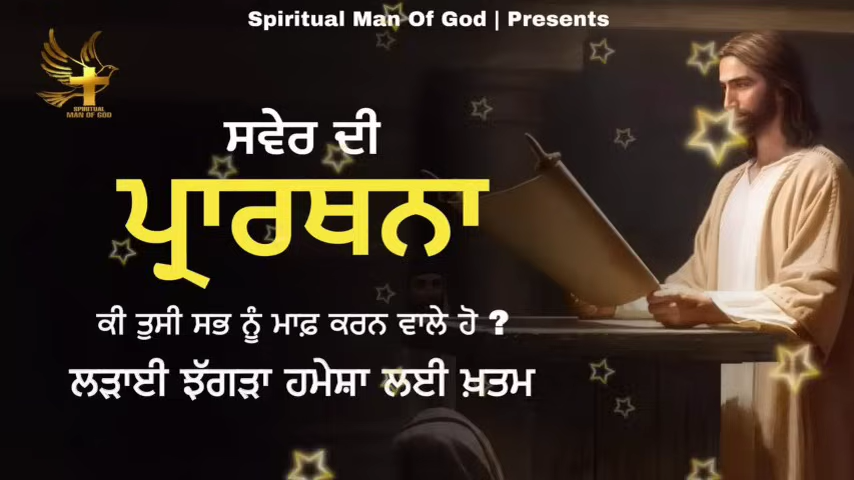 Spiritual Man Of God | Presents
SPIRITUAL
MAN OF GOD
ਸਵੇਰ ਦੀ
ਪ੍ਰਾਰਥਨਾ
ਕੀ ਤੁਸੀ ਸਭ ਨੂੰ ਮਾਫ਼ ਕਰਨ ਵਾਲੇ ਹੋ ?
ਲੜਾਈ ਝੱਗੜਾ ਹਮੇਸ਼ਾ ਲਈ ਖ਼ਤਮ